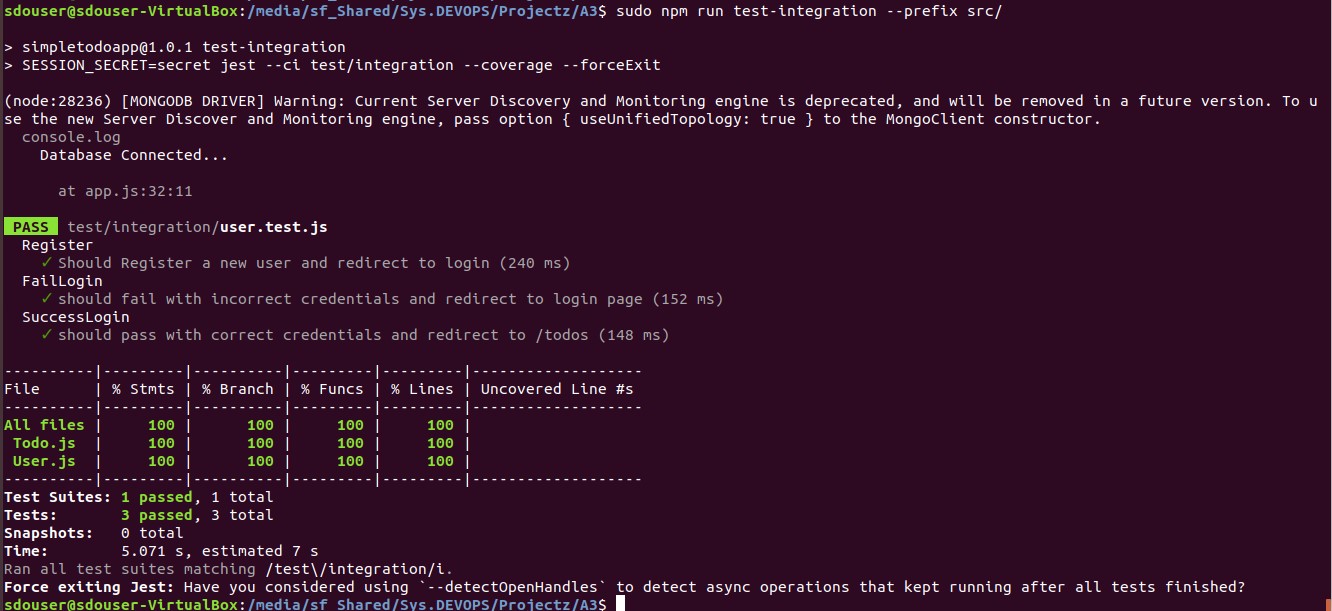 sdouser@sdouser-VirtualBox:/media/sf_Shared/Sys.DEVOPS/Projectz/A3$ sudo npm run test-integration --prefix src/
> simpletodoapp@1.0.1 test-integration
> SESSION_SECRET=secret jest --ci test/integration --coverage --forceExit
(node:28236) [MONGODB DRIVER] Warning: Current Server Discovery and Monitoring engine is deprecated, and will be removed in a future version. To u
se the new Server Discover and Monitoring engine, pass option { useUnifiedTopology: true } to the MongoClient constructor.
  console.log
    Database Connected...
      at app.js:32:11
 PASS  test/integration/user.test.js
  Register
    ✓ Should Register a new user and redirect to login (240 ms)
  FailLogin
    ✓ should fail with incorrect credentials and redirect to login page (152 ms)
  SuccessLogin
    ✓ should pass with correct credentials and redirect to /todos (148 ms)
----------|---------|----------|---------|---------|-------------------
File      | % Stmts | % Branch | % Funcs | % Lines | Uncovered Line #s
----------|---------|----------|---------|---------|-------------------
All files |     100 |      100 |     100 |     100 |
 Todo.js  |     100 |      100 |     100 |     100 |
 User.js  |     100 |      100 |     100 |     100 |
----------|---------|----------|---------|---------|-------------------
Test Suites: 1 passed, 1 total
Tests:       3 passed, 3 total
Snapshots:   0 total
Time:        5.071 s, estimated 7 s
Ran all test suites matching /test\/integration/i.
Force exiting Jest: Have you considered using `--detectOpenHandles` to detect async operations that kept running after all tests finished?
sdouser@sdouser-VirtualBox:/media/sf_Shared/Sys.DEVOPS/Projectz/A3$